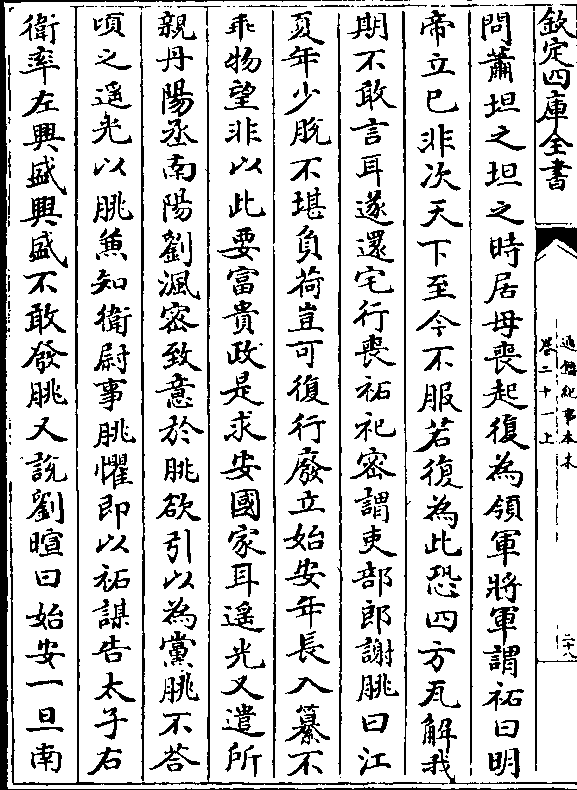 欽定四庫全書
通鑑紀事本末
卷二十一上
二十八
問蕭坦之坦之時居母喪起復為領軍將軍謂祏曰明
帝立已非次天下至今不服若復為此恐四方瓦解我
期不敢言耳遂還宅行喪祏祀密謂吏部郎謝朓曰江
夏年少脱不堪負荷豈可復行廢立始安年長入纂不
乖物望非以此要富貴政是求安國家耳遥光又遣所
親丹陽丞南陽劉渢密致意於朓欲引以為黨朓不答
頃之遥光以朓兼知衛尉事朓懼即以祏謀告太子右
衛率左興盛興盛不敢發朓又說劉暄曰始安一旦南